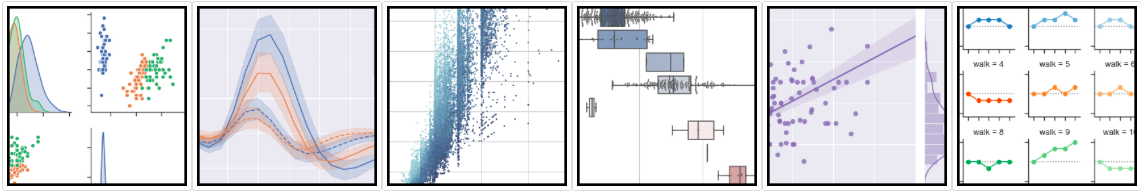 walk = 4
walk = 5
walk = 6
walk = 8
walk = 9